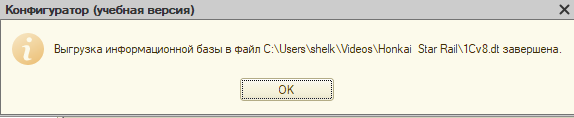 Конфигуратор (учебная версия)
Выгрузка информационной базы в файл C:\Users\shelk\Videos\Honkai  Star Rail\1Cv8.dt завершена.
OK